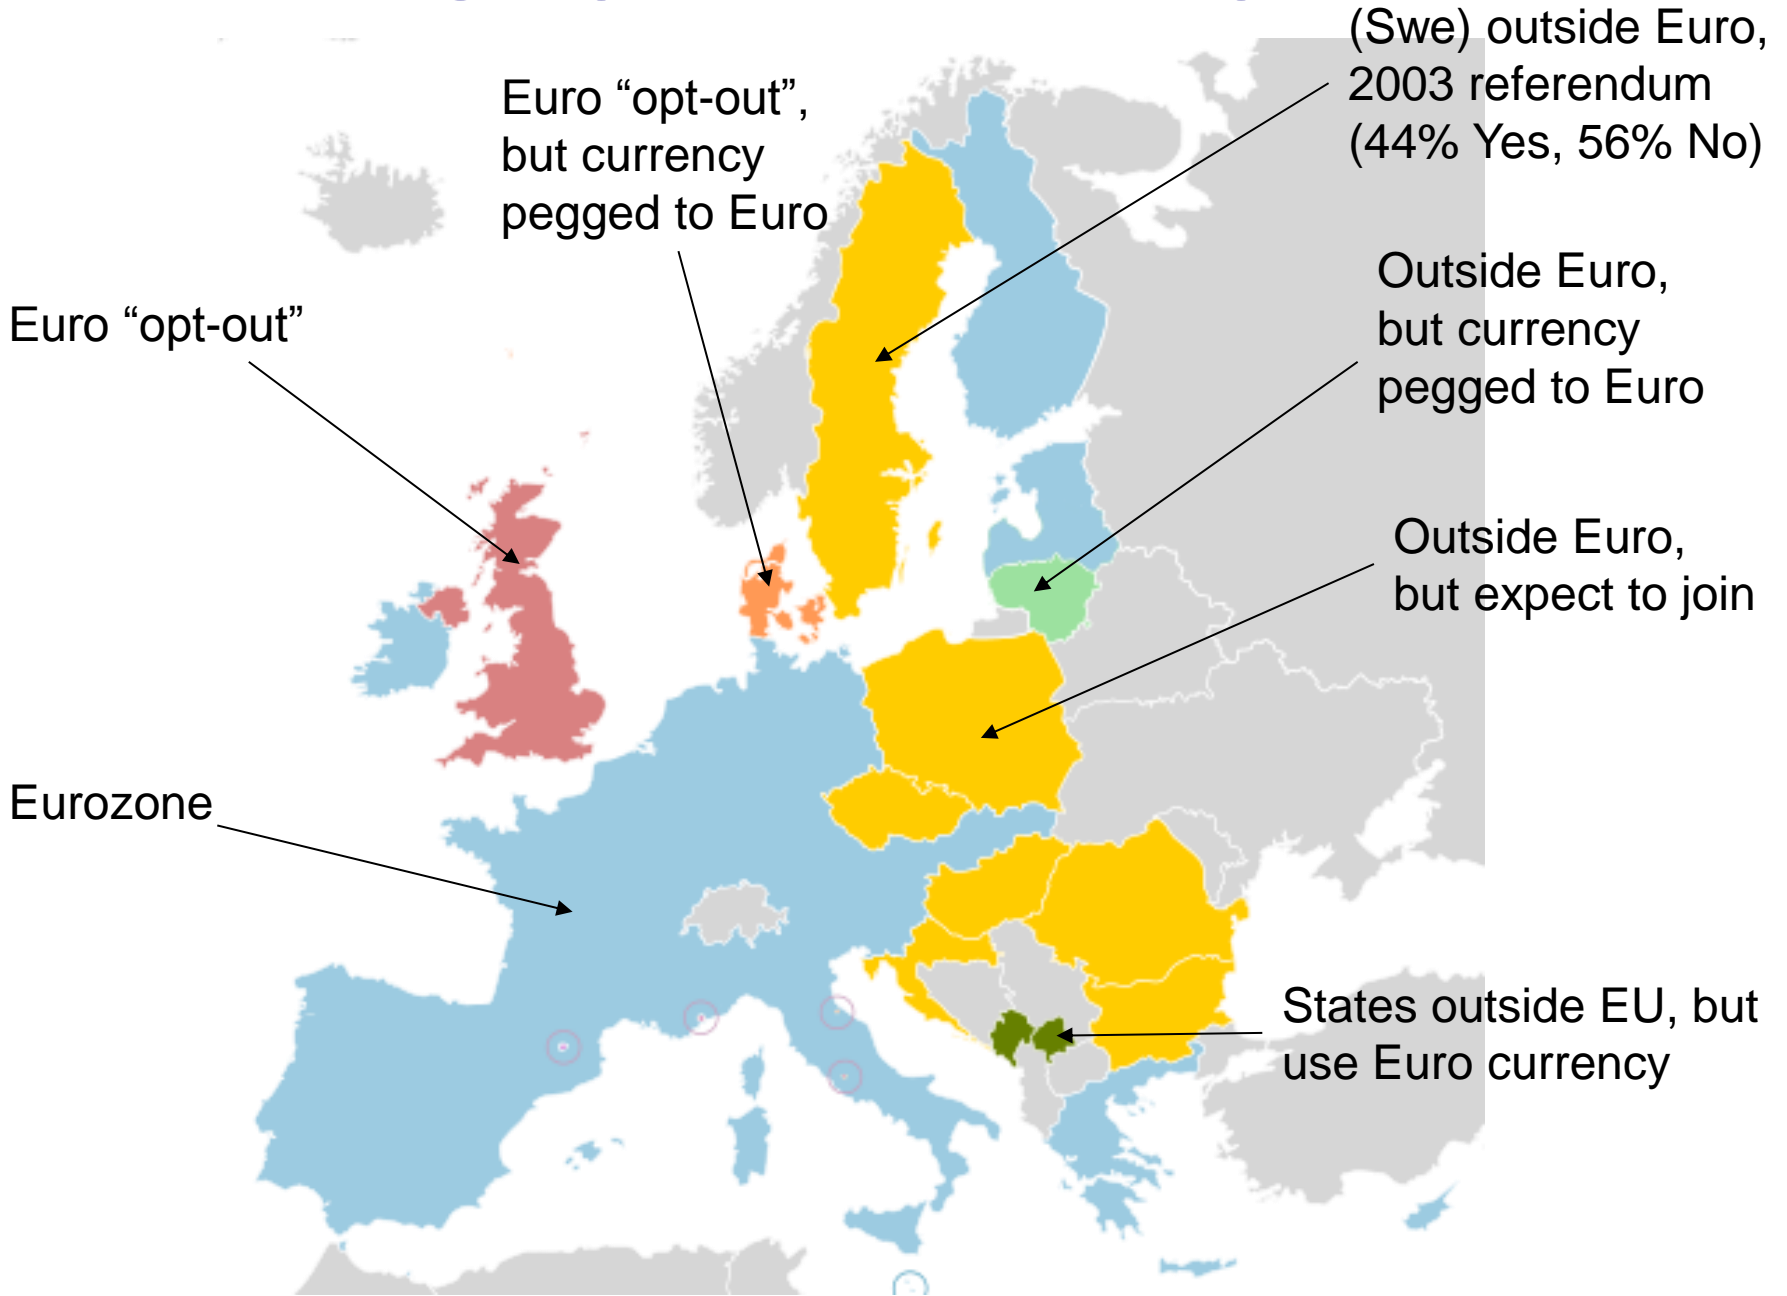 (Swe) outside Euro,
2003 referendum
(44% Yes, 56% No)
Euro “opt-out”,
but currency
pegged to Euro
Outside Euro,
but currency
pegged to Euro
Euro “opt-out”
Outside Euro,
but expect to join
Eurozone
States outside EU, but
use Euro currency